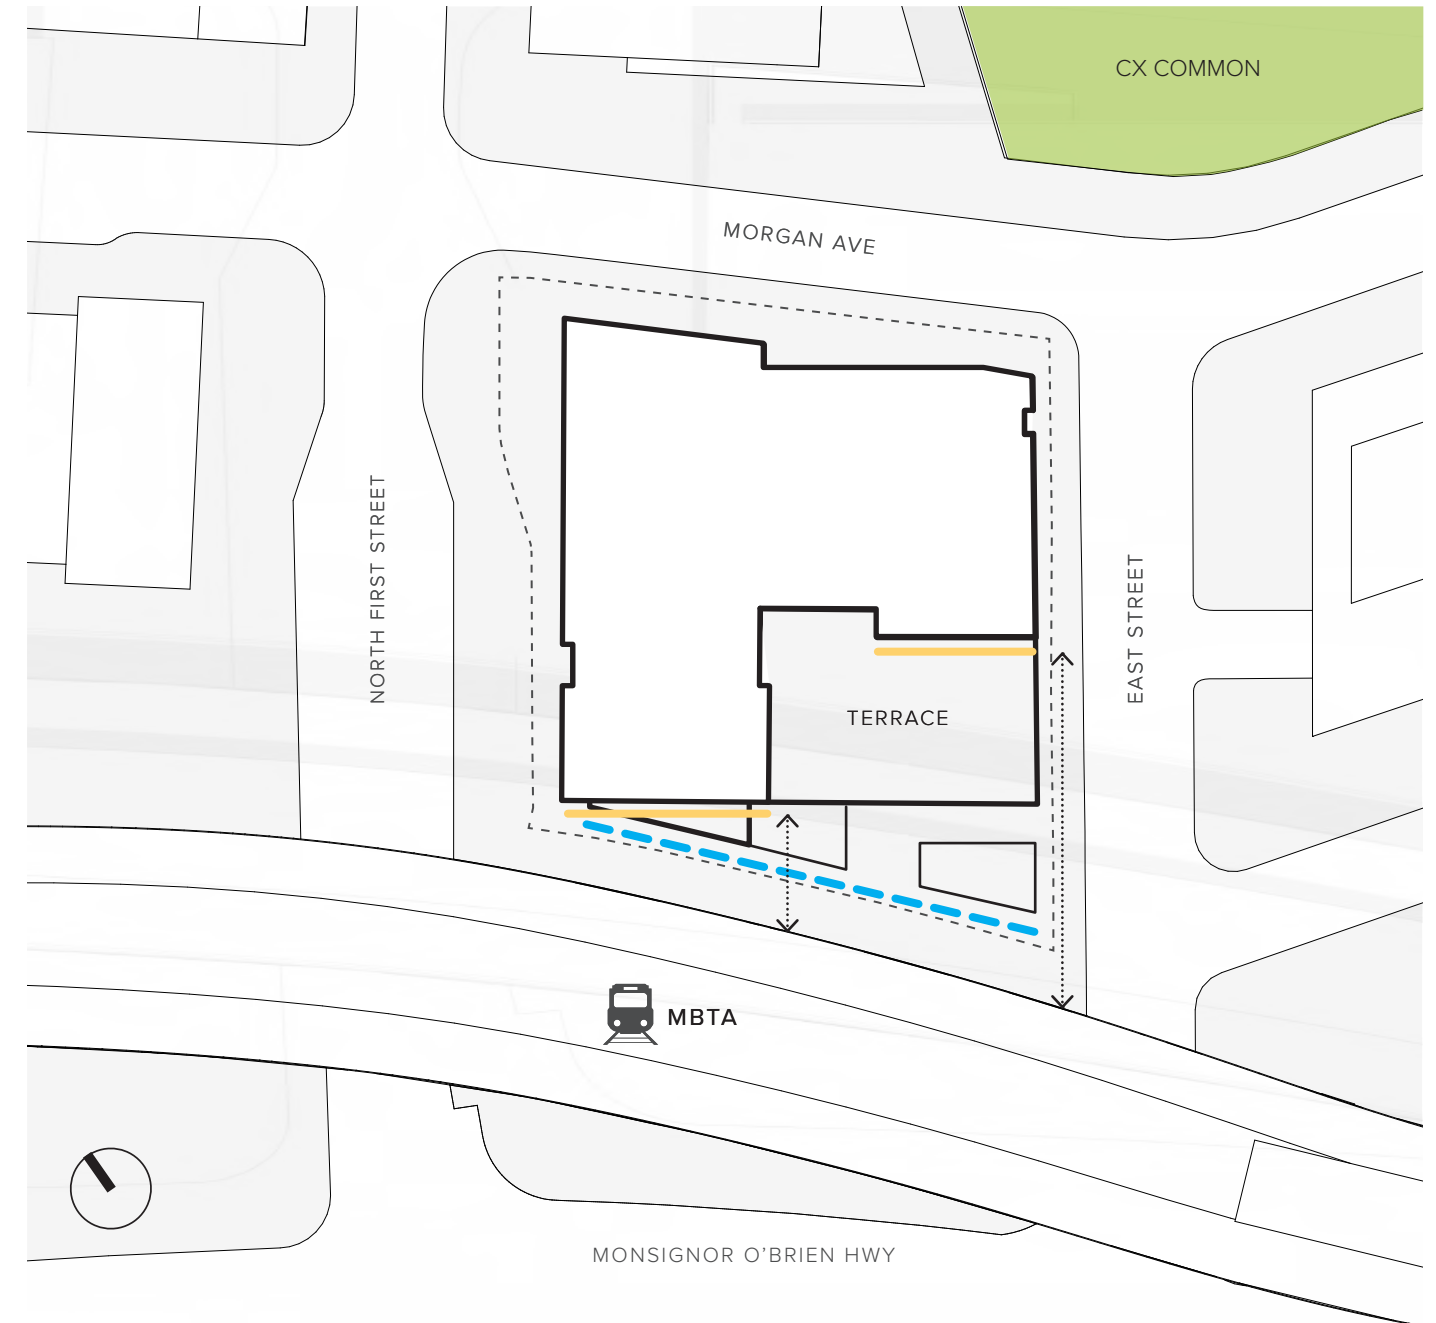 CX COMMON
MORGAN AVE
NORTH FIRST STREET
EAST STREET
TERRACE
MBTA
MONSIGNOR O’BRIEN HWY